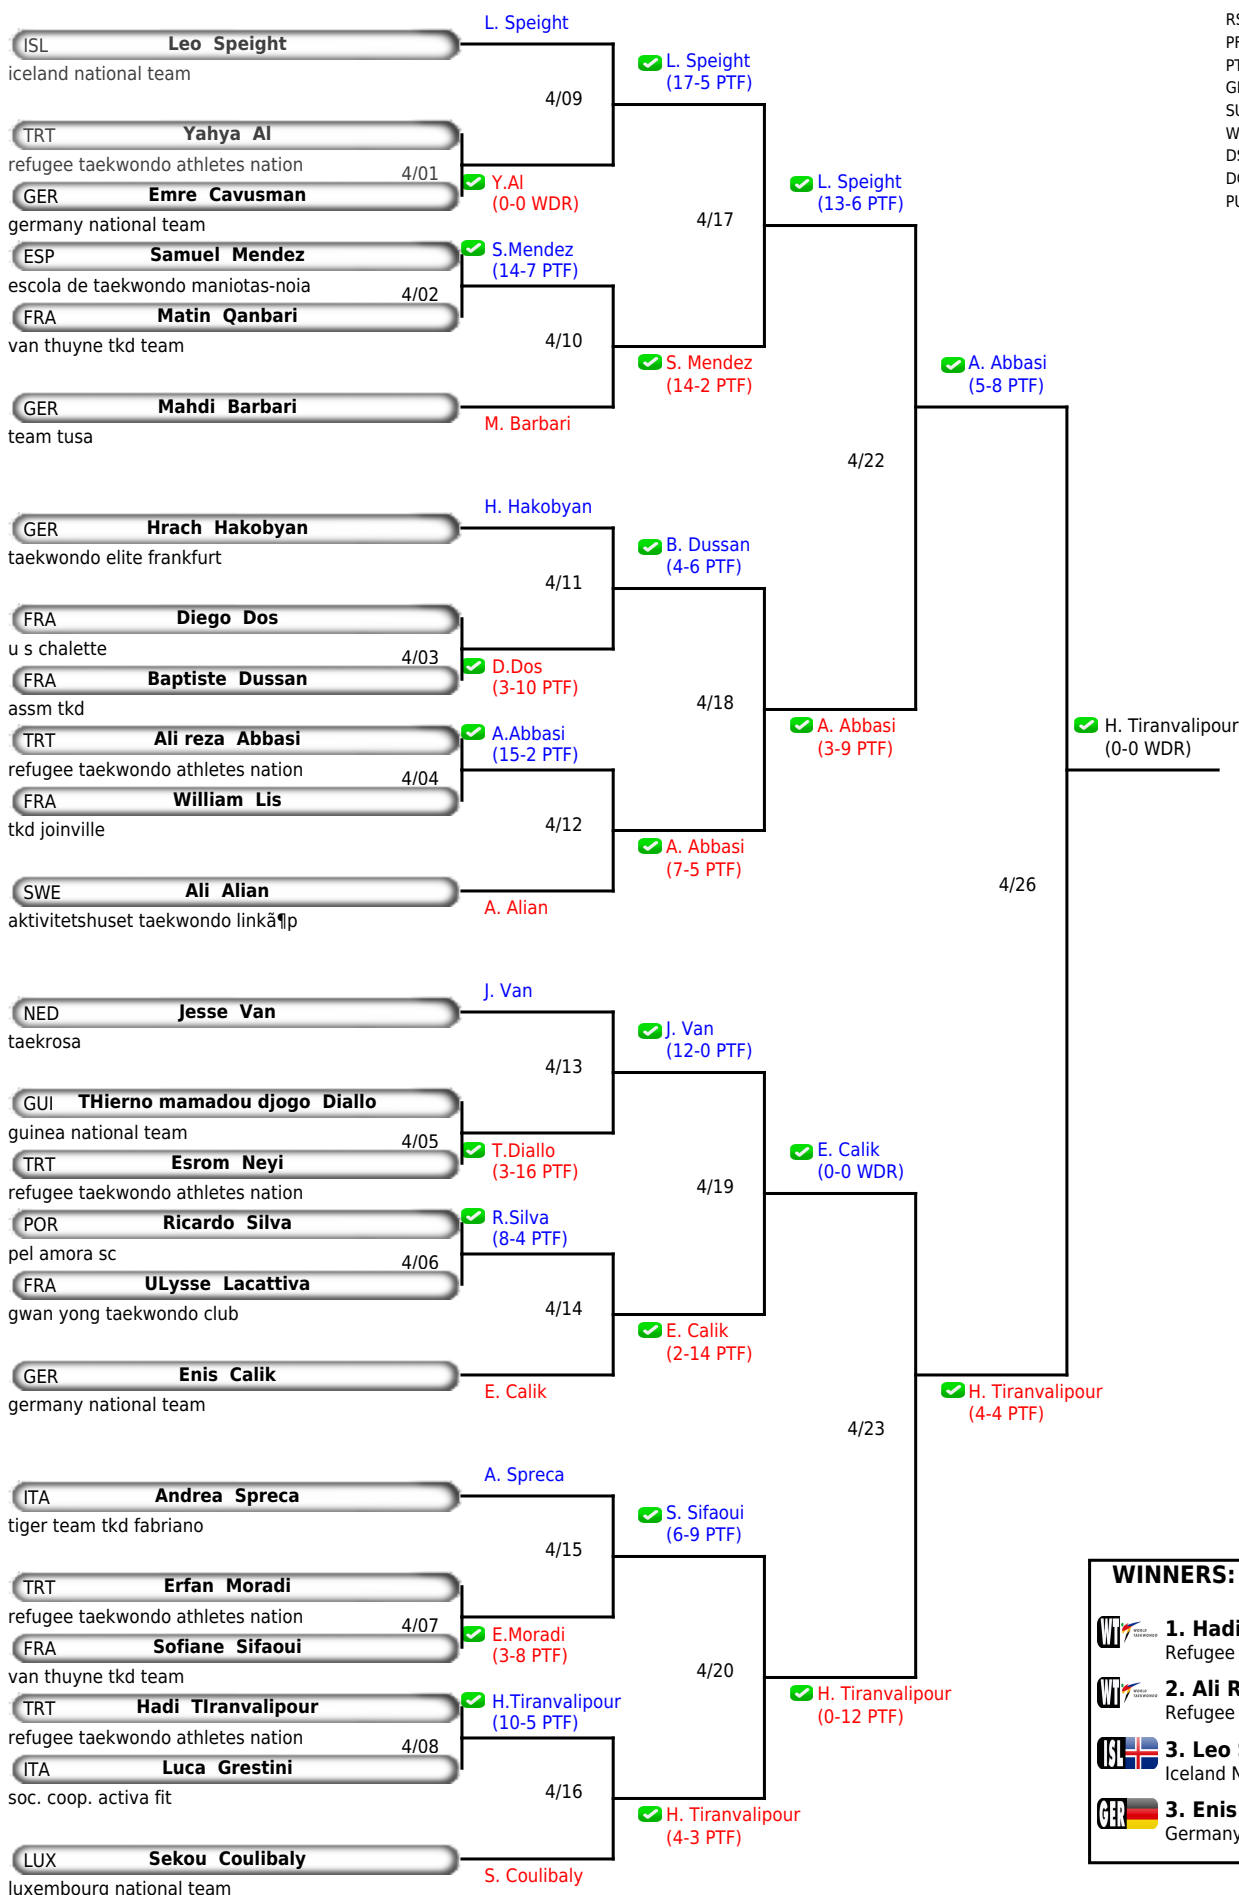 L. Speight
ISL Leo Speight
iceland national team
L. Speight
(17-5 PTF)
4/09
TRT Yahya Al
refugee taekwondo athletes nation
4/01
Y.Al
(0-0 WDR)
GER Emre Cavusman
germany national team
L. Speight
(13-6 PTF)
4/17
ESP Samuel Mendez
escola de taekwondo maniotas-noia
S.Mendez
(14-7 PTF)
4/02
FRA Matin Qanbari
van thuyne tkd team
4/10
S. Mendez
(14-2 PTF)
GER Mahdi Barbari
team tusa
M. Barbari
A. Abbasi
(5-8 PTF)
4/22
H. Hakobyan
GER Hrach Hakobyan
taekwondo elite frankfurt
B. Dussan
(4-6 PTF)
4/11
FRA Diego Dos
u s chalette
4/03
D.Dos
(3-10 PTF)
FRA Baptiste Dussan
assm tkd
4/18
A. Abbasi
(3-9 PTF)
TRT Ali reza Abbasi
refugee taekwondo athletes nation
A.Abbasi
(15-2 PTF)
4/04
FRA William Lis
tkd joinville
4/12
A. Abbasi
(7-5 PTF)
SWE Ali Alian
aktivitetshuset taekwondo linkã¶p
A. Alian
H. Tiranvalipour
(0-0 WDR)
4/26
J. Van
NED Jesse Van
taekrosa
J. Van
(12-0 PTF)
4/13
GUI THierno mamadou djogo Diallo
guinea national team
4/05
T.Diallo
(3-16 PTF)
TRT Esrom Neyi
refugee taekwondo athletes nation
E. Calik
(0-0 WDR)
4/19
POR Ricardo Silva
pel amora sc
R.Silva
(8-4 PTF)
4/06
FRA ULysse Lacattiva
gwan yong taekwondo club
4/14
E. Calik
(2-14 PTF)
GER Enis Calik
germany national team
E. Calik
H. Tiranvalipour
(4-4 PTF)
4/23
A. Spreca
ITA Andrea Spreca
tiger team tkd fabriano
S. Sifaoui
(6-9 PTF)
4/15
TRT Erfan Moradi
refugee taekwondo athletes nation
4/07
E.Moradi
(3-8 PTF)
FRA Sofiane Sifaoui
van thuyne tkd team
4/20
H. Tiranvalipour
(0-12 PTF)
TRT Hadi TIranvalipour
refugee taekwondo athletes nation
H.Tiranvalipour
(10-5 PTF)
4/08
ITA Luca Grestini
soc. coop. activa fit
4/16
H. Tiranvalipour
(4-3 PTF)
LUX Sekou Coulibaly
luxembourg national team
S. Coulibaly
WINNERS:
WT 1. Hadi
Refugee
WT 2. Ali R
Refugee
ISL 3. Leo
Iceland N
GER 3. Enis
Germany